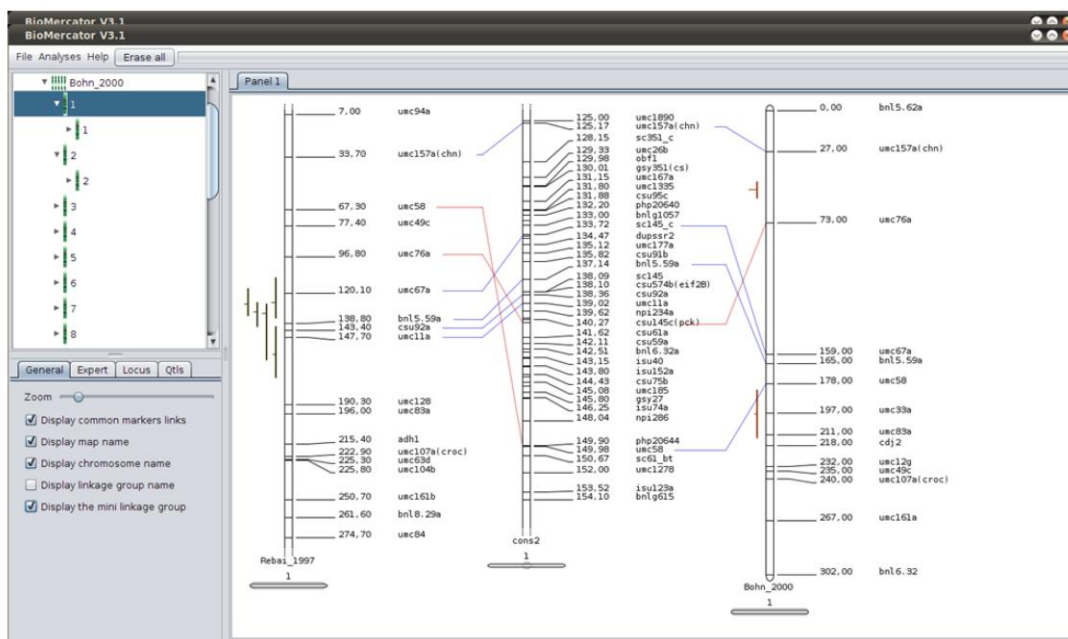 BioMercator V3.1
BioMercator V3.1
File Analyses Help Erase all
Bohn_2000
1
1
2
2
3
4
5
6
7
8
General Expert Locus Qtls
Zoom
Display common markers links
Display map name
Display chromosome name
Display linkage group name
Display the mini linkage group
Panel 1
7,00 umc94a
33,70 umc157a(chn)
67,30 umc58
77,40 umc49c
96,80 umc76a
120,10 umc67a
138,80 bnl5.59a
143,40 csu92a
147,70 umc11a
190,30 umc128
196,00 umc83a
215,40 adh1
222,90 umc107a(croc)
225,30 umc63d
225,80 umc104b
250,70 umc161b
261,60 bnl8.29a
274,70 umc84
Rebai_1997
1
125,00 umc1890
125,17 umc157a(chn)
128,15 sc351_c
129,33 umc26b
129,98 obf1
130,01 gsy351(cs)
131,15 umc167a
131,80 umc1335
131,88 csu95c
132,20 php20640
133,00 bnlg1057
133,72 sc145_c
134,47 dupssr2
135,12 umc177a
135,82 csu91b
137,14 bnl5.59a
138,09 sc145
138,10 csu574b(eif2B)
138,36 csu92a
139,02 umc11a
139,62 npi234a
140,27 csu145c(pck)
141,62 csu61a
142,11 csu59a
142,51 bnl6.32a
143,15 isu40
143,80 isu152a
144,43 csu75b
145,08 umc185
145,80 gsy27
146,25 isu74a
148,04 npi286
149,90 php20644
149,98 umc58
150,67 sc61_bt
152,00 umc1278
153,52 isu123a
154,10 bnlg615
cons2
1
0,00 bnl5.62a
27,00 umc157a(chn)
73,00 umc76a
159,00 umc67a
165,00 bnl5.59a
178,00 umc58
197,00 umc33a
211,00 umc83a
218,00 cdj2
232,00 umc12g
235,00 umc49c
240,00 umc107a(croc)
267,00 umc161a
302,00 bnl6.32
Bohn_2000
1